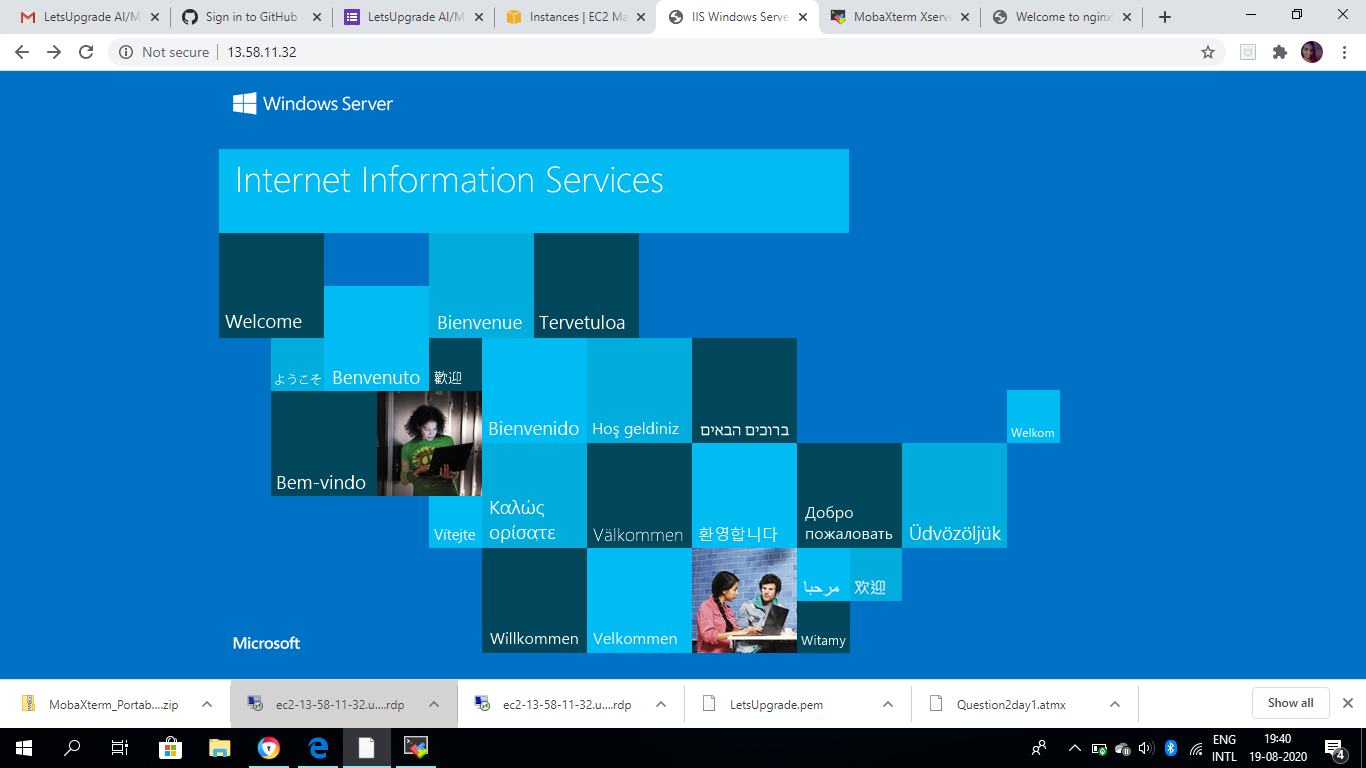 LetsUpgrade AI/M
Sign in to GitHub
LetsUpgrade AI/M
Instances | EC2 Ma
IIS Windows Serve
MobaXterm Xserv
Welcome to nginx
Not secure
13.58.11.32
Windows Server
Internet Information Services
Welcome
Bienvenue
Tervetuloa
ようこそ
Benvenuto
歡迎
Bienvenido
Hoş geldiniz
ברוכים הבאים
Welkom
Bem-vindo
Vítejte
Καλώς
ορίσατε
Välkommen
환영합니다
Добро
пожаловать
Üdvözöljük
Willkommen
Velkommen
مرحبا
欢迎
Witamy
Microsoft
MobaXterm_Portab....zip
ec2-13-58-11-32.u....rdp
ec2-13-58-11-32.u....rdp
LetsUpgrade.pem
Question2day1.atmx
Show all
ENG
INTL
19:40
19-08-2020
4